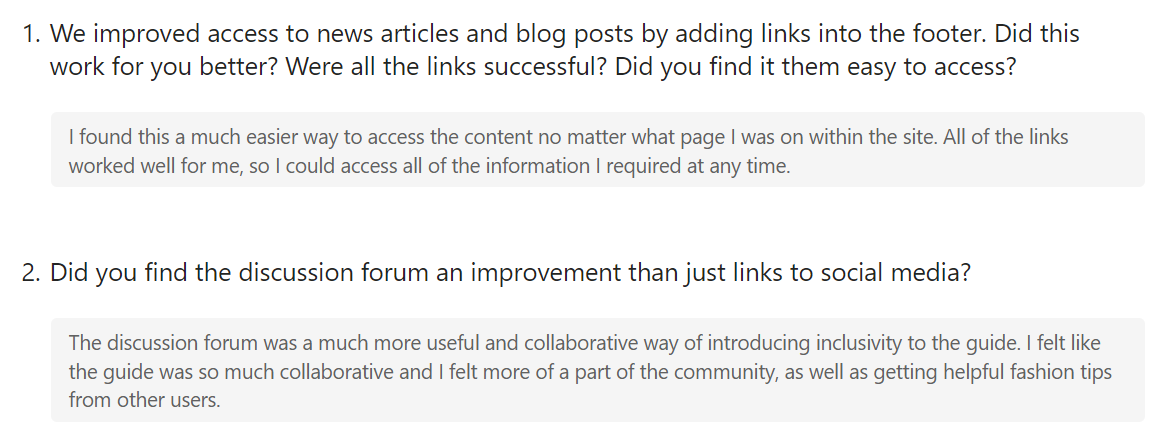 1. We improved access to news articles and blog posts by adding links into the footer. Did this
work for you better? Were all the links successful? Did you find it them easy to access?
I found this a much easier way to access the content no matter what page I was on within the site. All of the links
worked well for me, so I could access all of the information I required at any time.
2. Did you find the discussion forum an improvement than just links to social media?
The discussion forum was a much more useful and collaborative way of introducing inclusivity to the guide. I felt like
the guide was so much collaborative and I felt more of a part of the community, as well as getting helpful fashion tips
from other users.